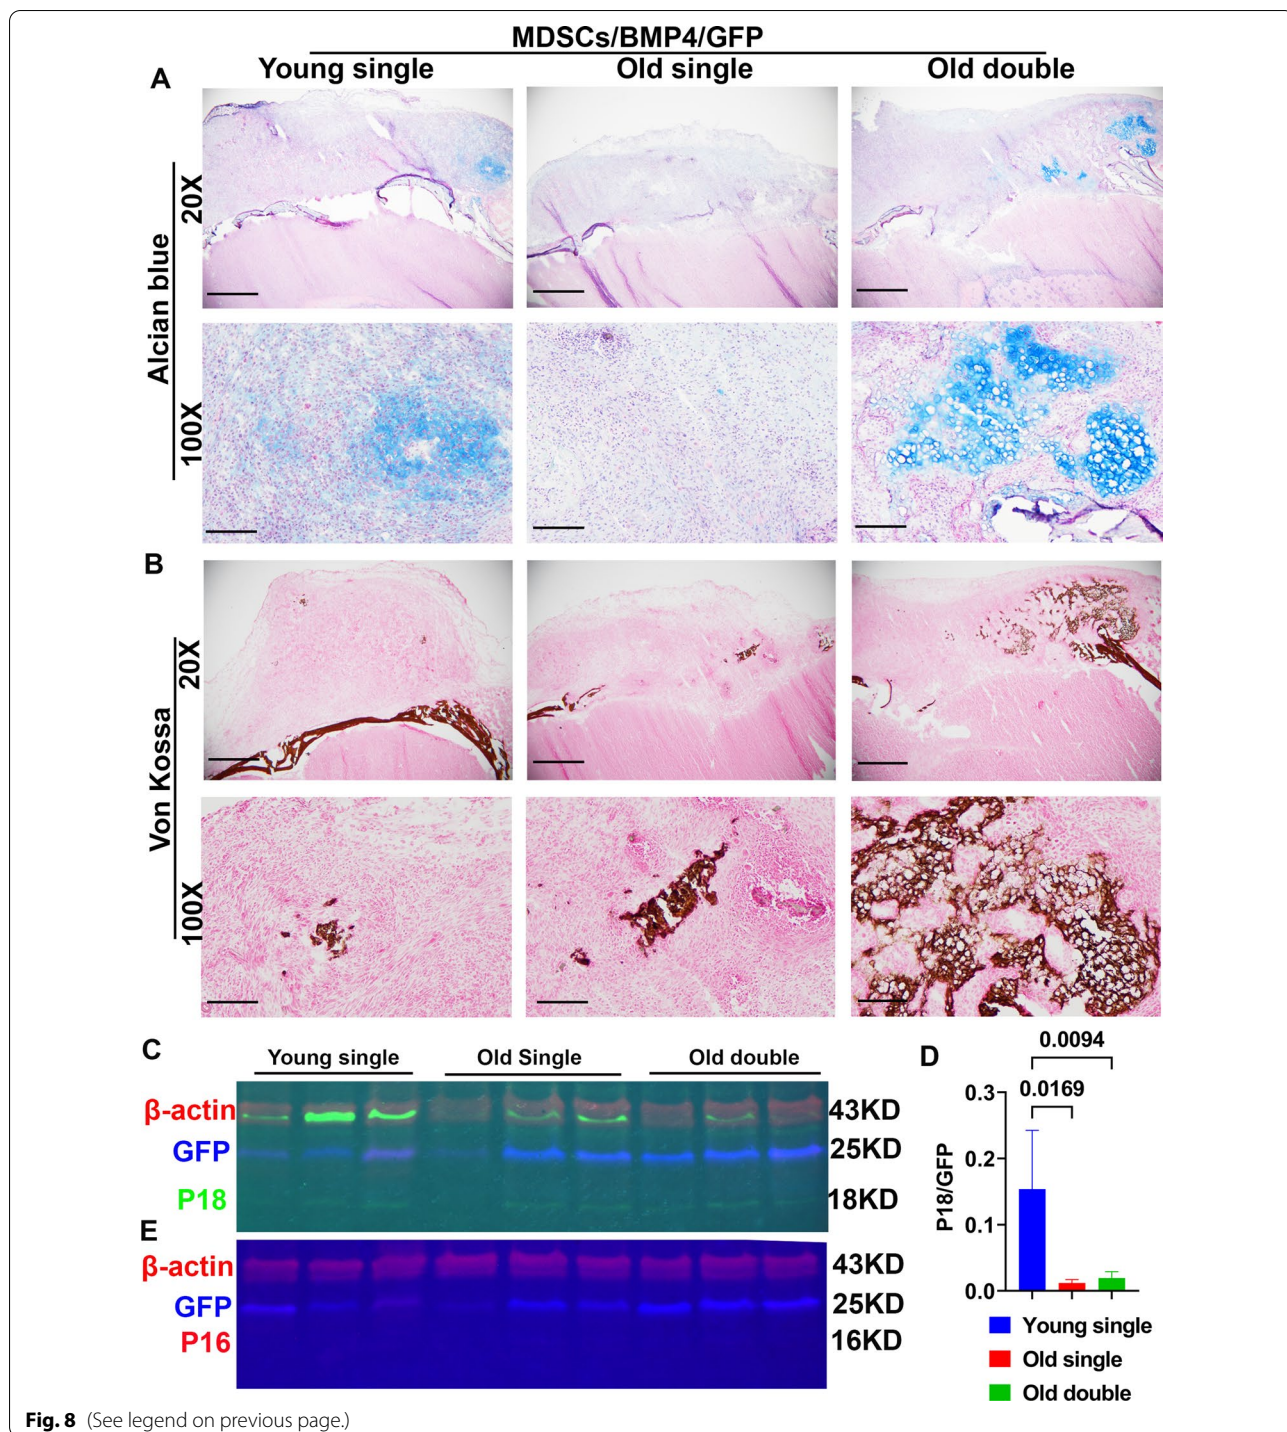 MDSCs/BMP4/GFP
Young single Old single Old double
A
Alcian blue
20X
100X
B
Von Kossa
20X
100X
C
Young single Old Single Old double
β-actin 43KD
GFP 25KD
P18 18KD
D
0.0094
0.0169
P18/GFP
0.3
0.2
0.1
0.0
Young single
Old single
Old double
E
β-actin 43KD
GFP 25KD
P16 16KD
Fig. 8 (See legend on previous page.)